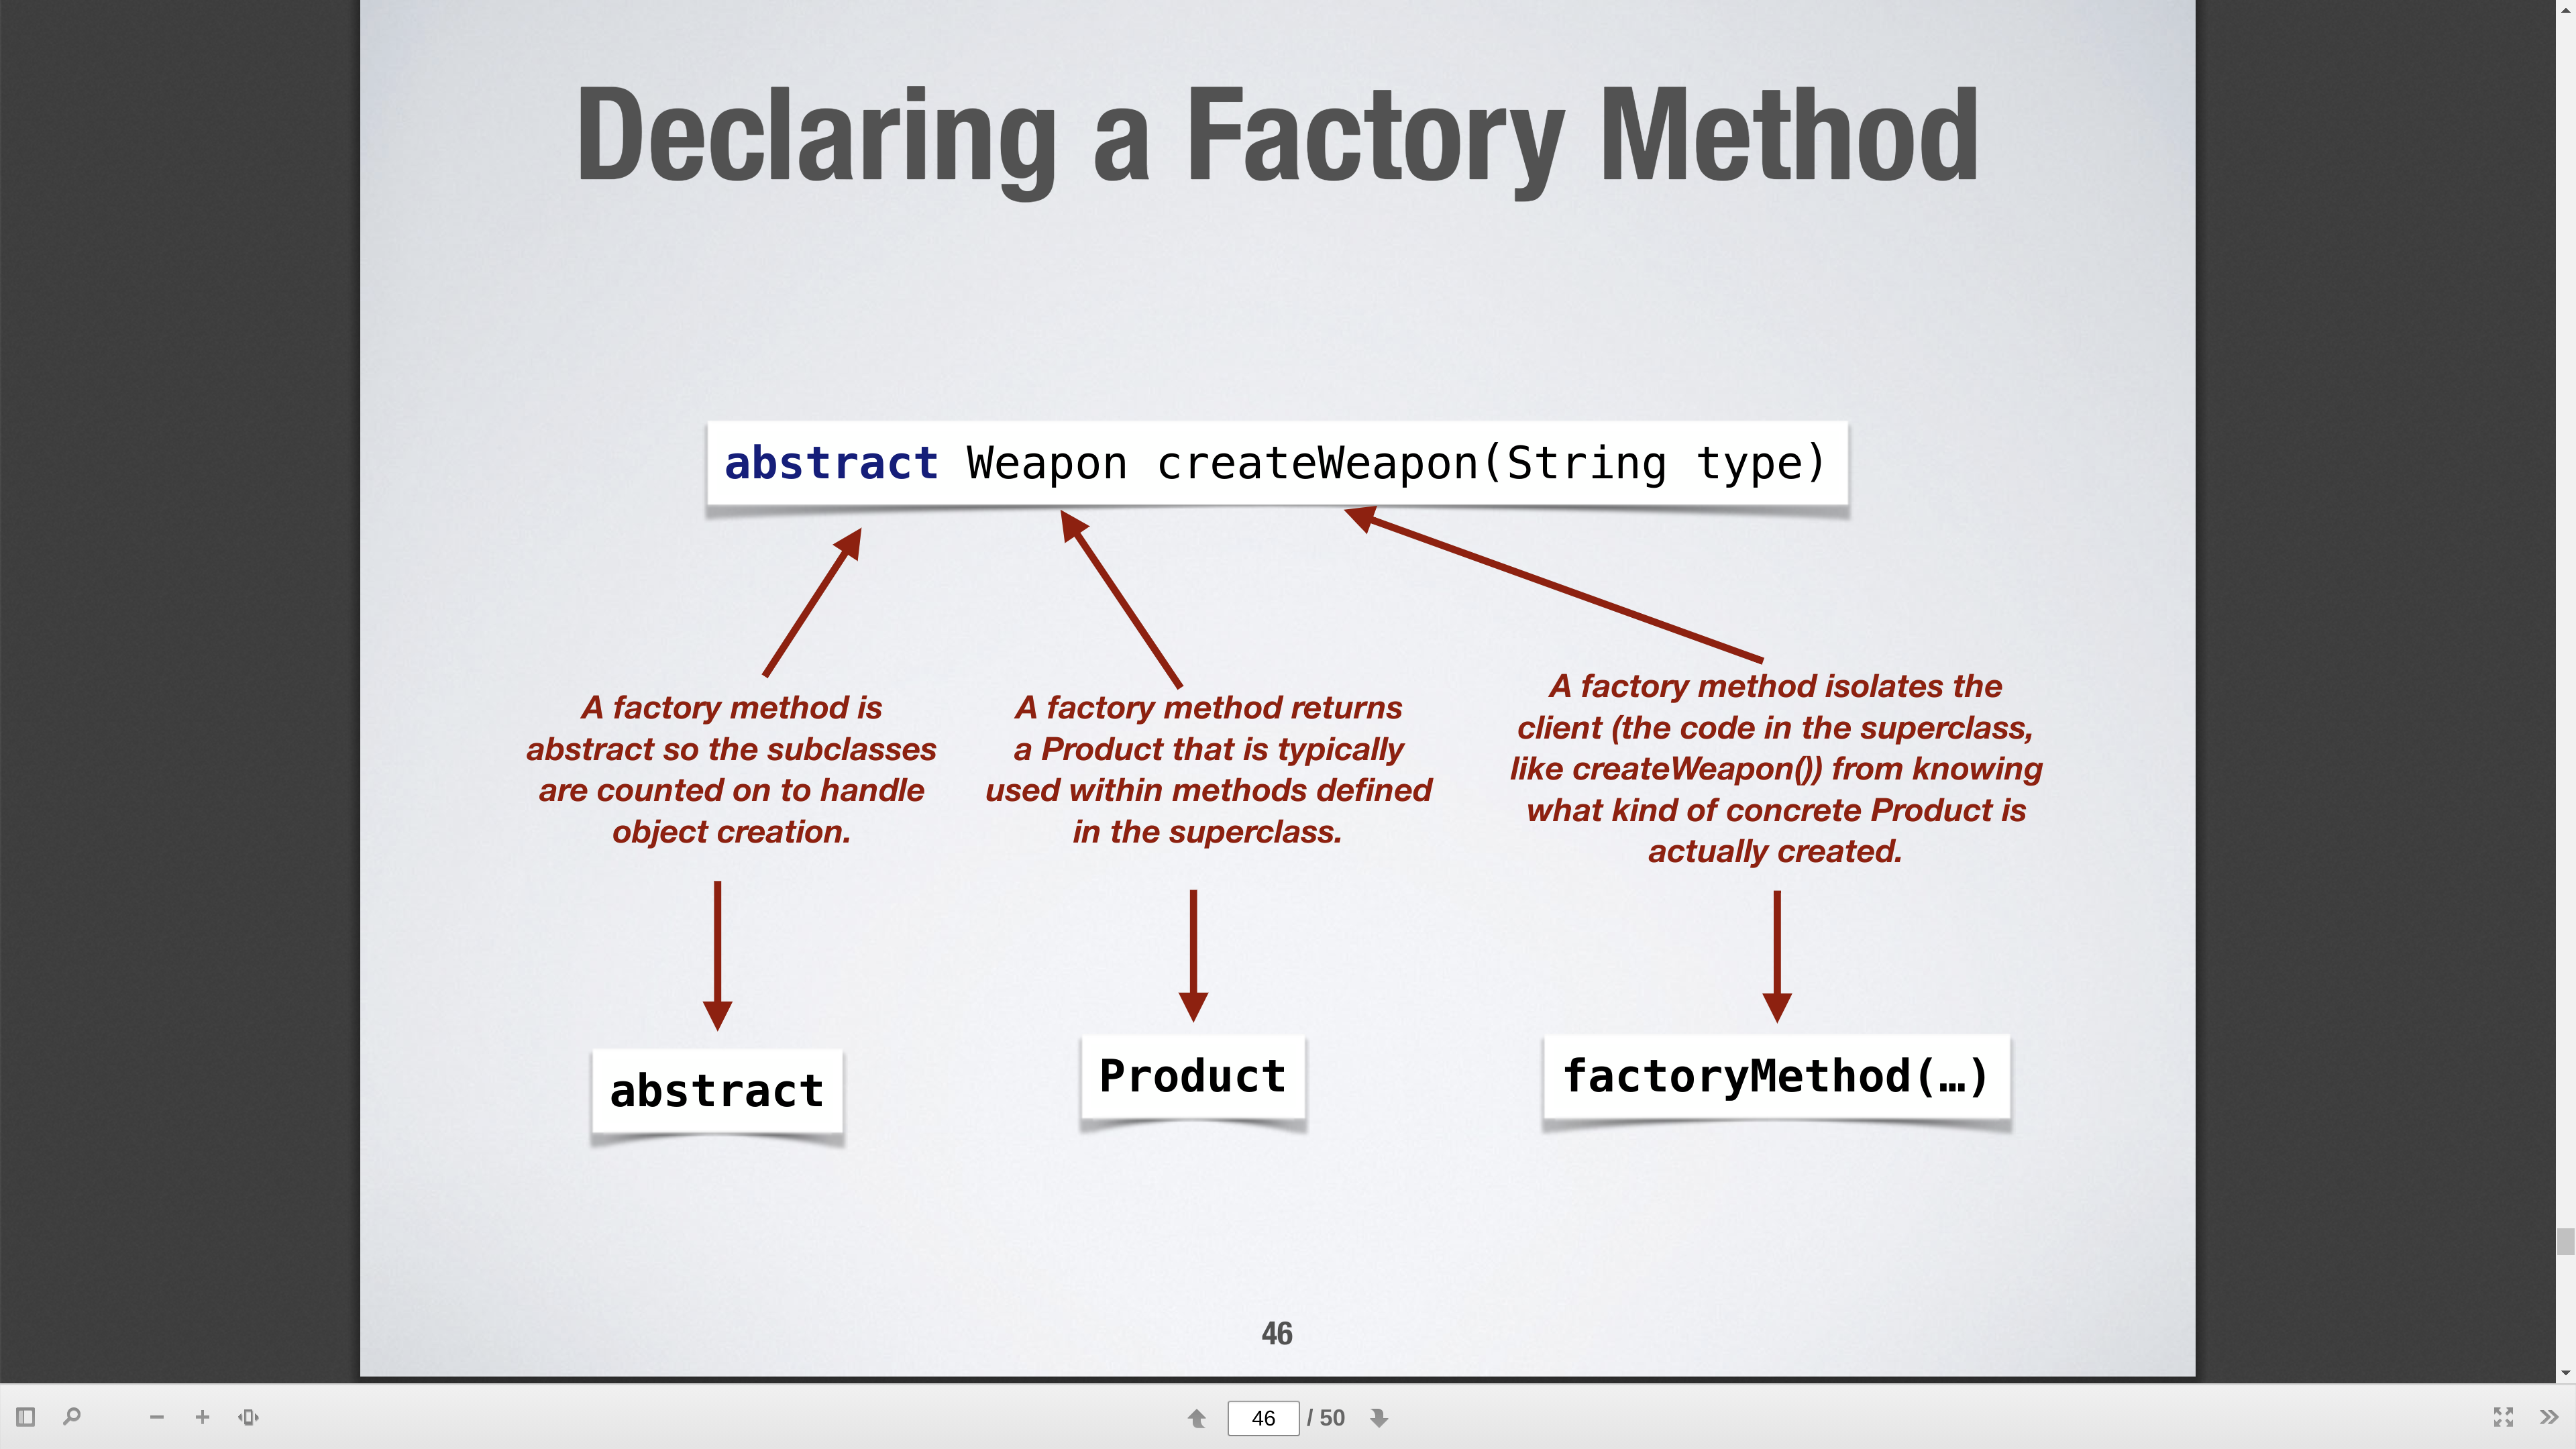 Declaring a Factory Method
abstract Weapon createWeapon(String type)
A factory method is
abstract so the subclasses
are counted on to handle
object creation.
A factory method returns
a Product that is typically
used within methods defined
in the superclass.
A factory method isolates the
client (the code in the superclass,
like createWeapon()) from knowing
what kind of concrete Product is
actually created.
abstract
Product
factoryMethod(…)
46
46 / 50